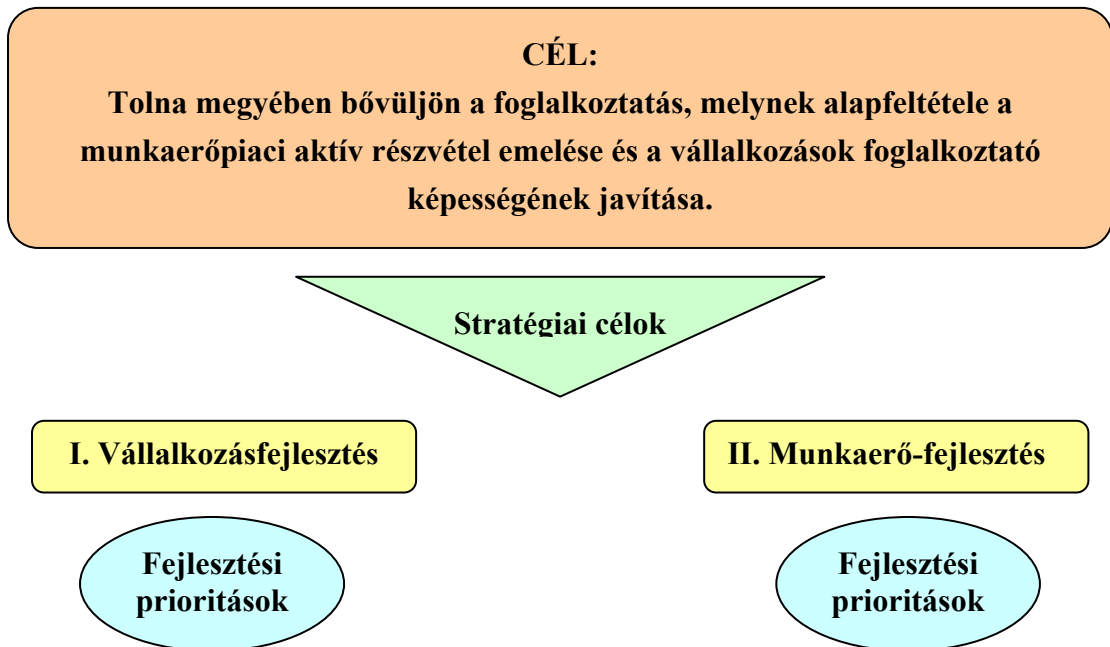 CÉL:
Tolna megyében bővüljön a foglalkoztatás, melynek alapfeltétele a
munkaerőpiaci aktív részvétel emelése és a vállalkozások foglalkoztató
képességének javítása.
Stratégiai célok
I. Vállalkozásfejlesztés
II. Munkaerő-fejlesztés
Fejlesztési
prioritások
Fejlesztési
prioritások